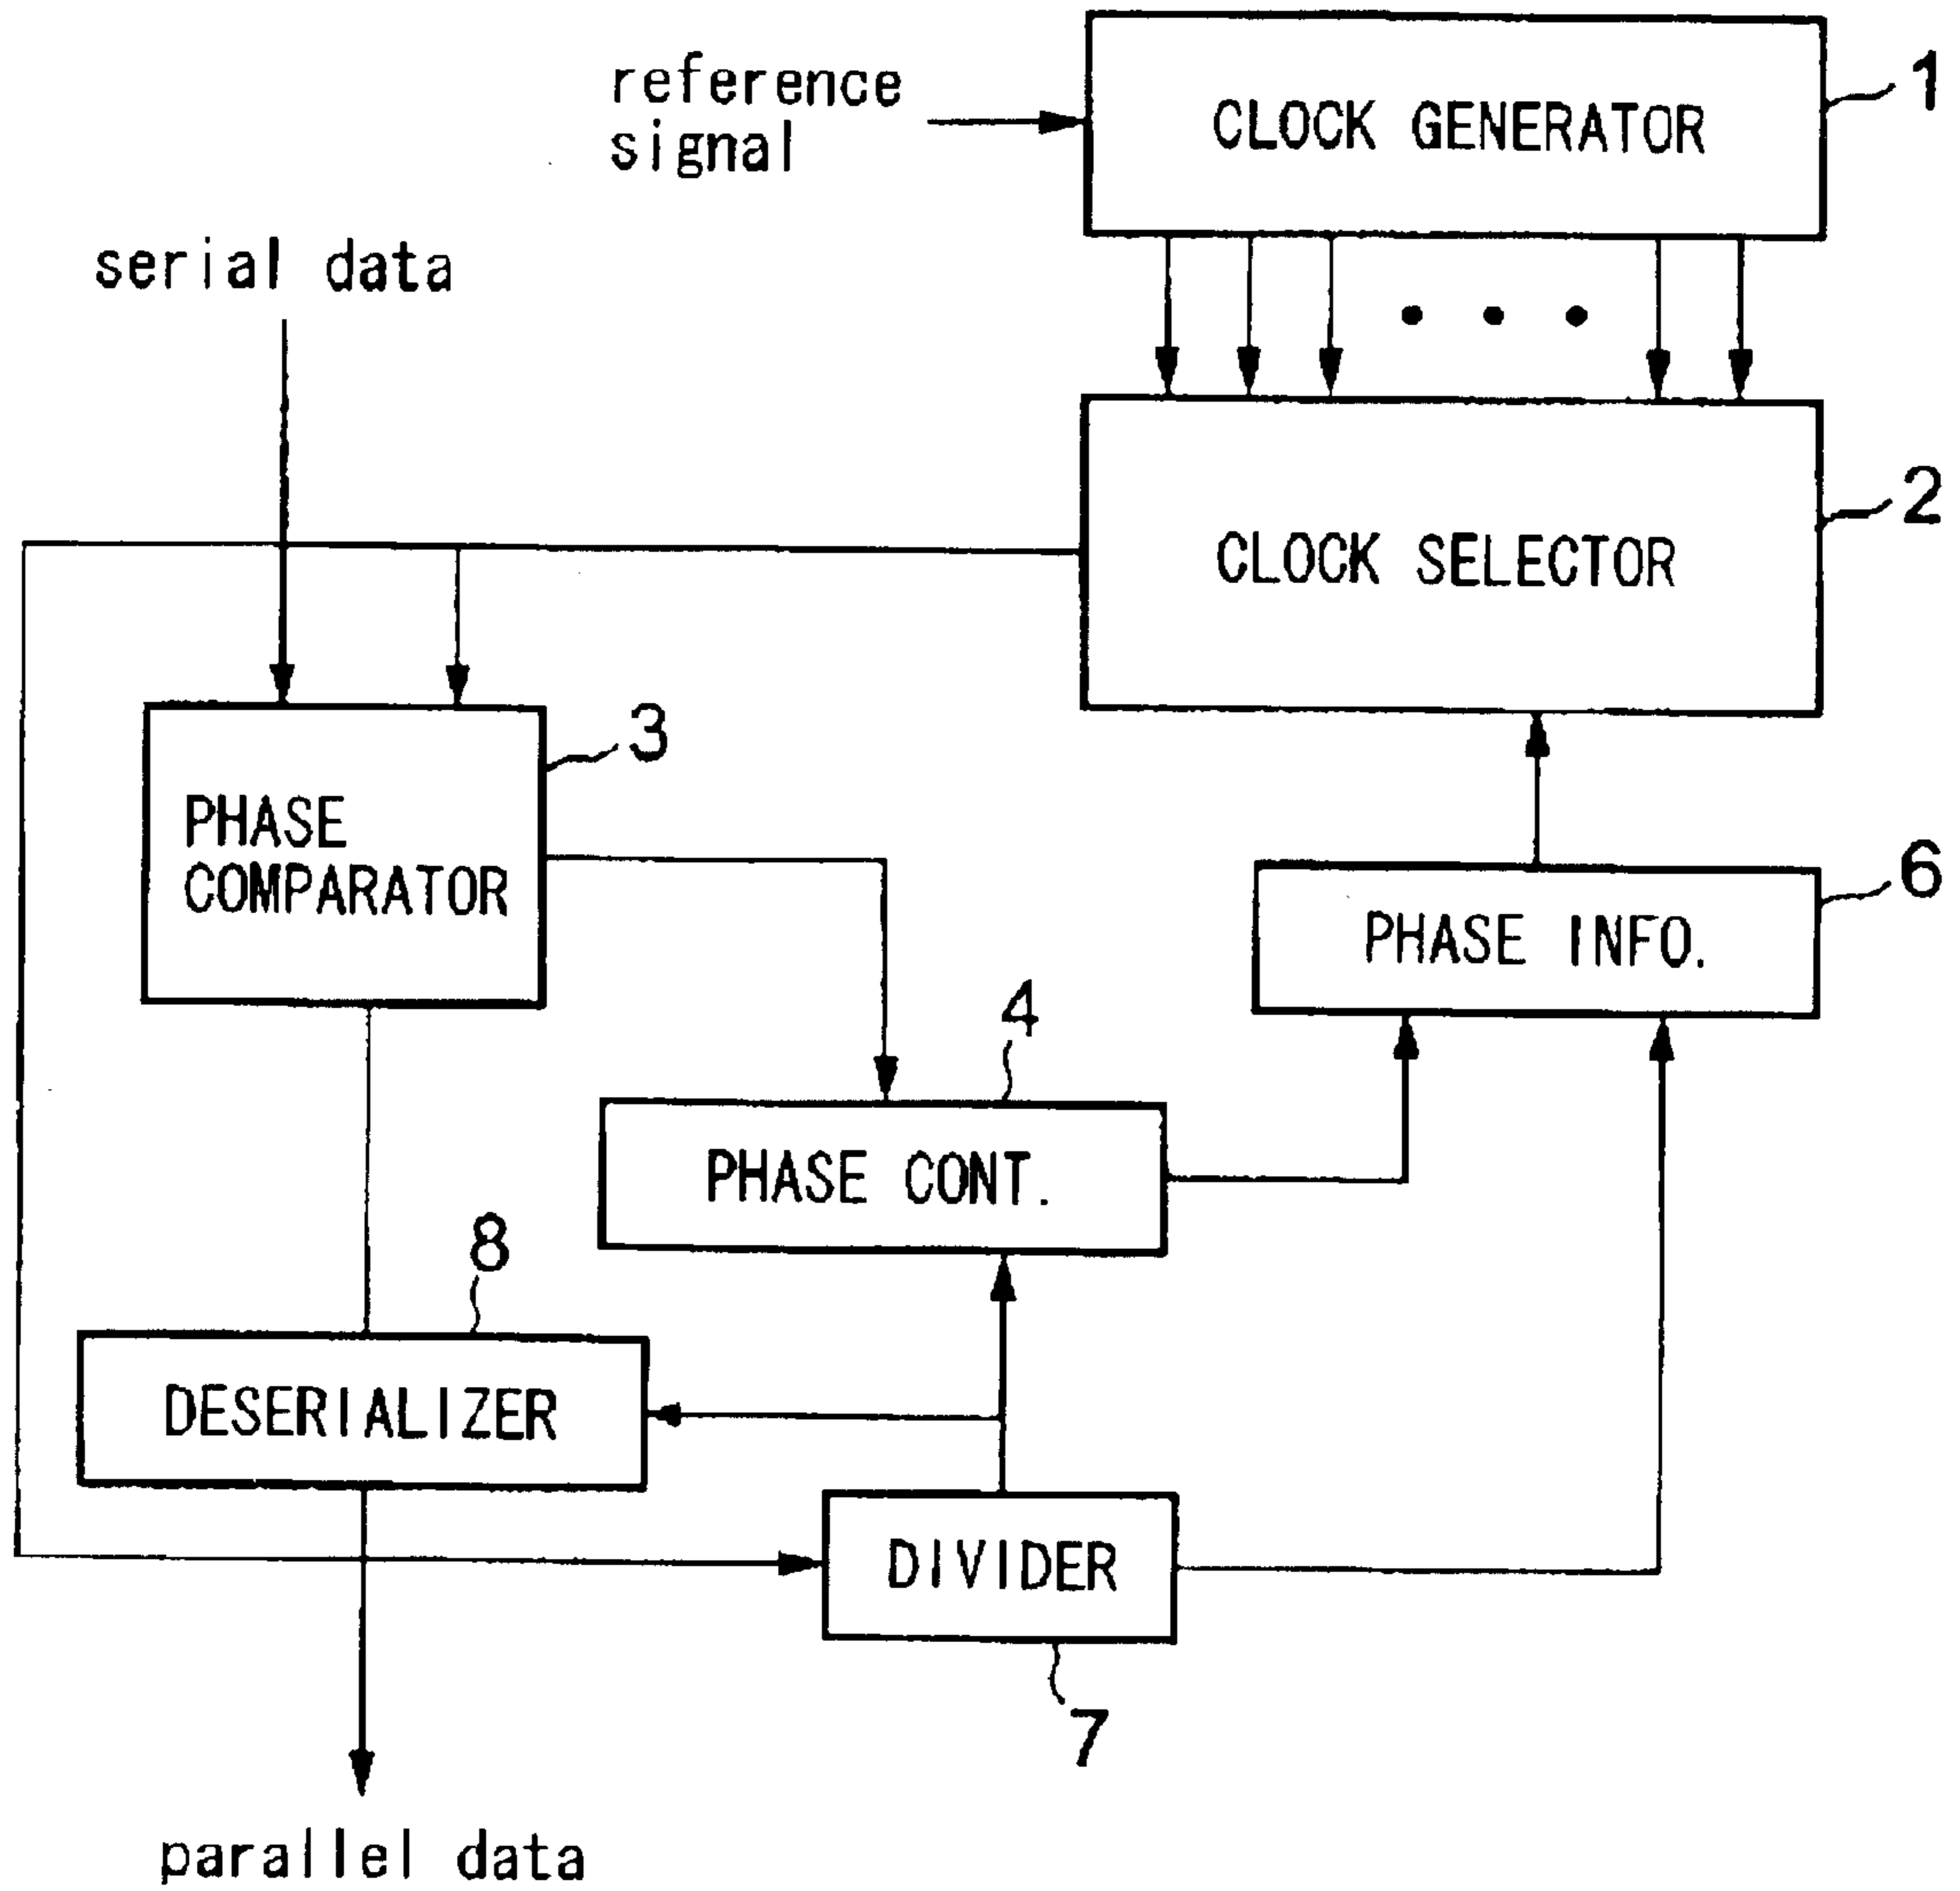 reference
signal
CLOCK GENERATOR
1
serial data
CLOCK SELECTOR
2
3
PHASE
COMPARATOR
6
PHASE INFO.
4
PHASE CONT.
8
DESERIALIZER
DIVIDER
7
parallel data